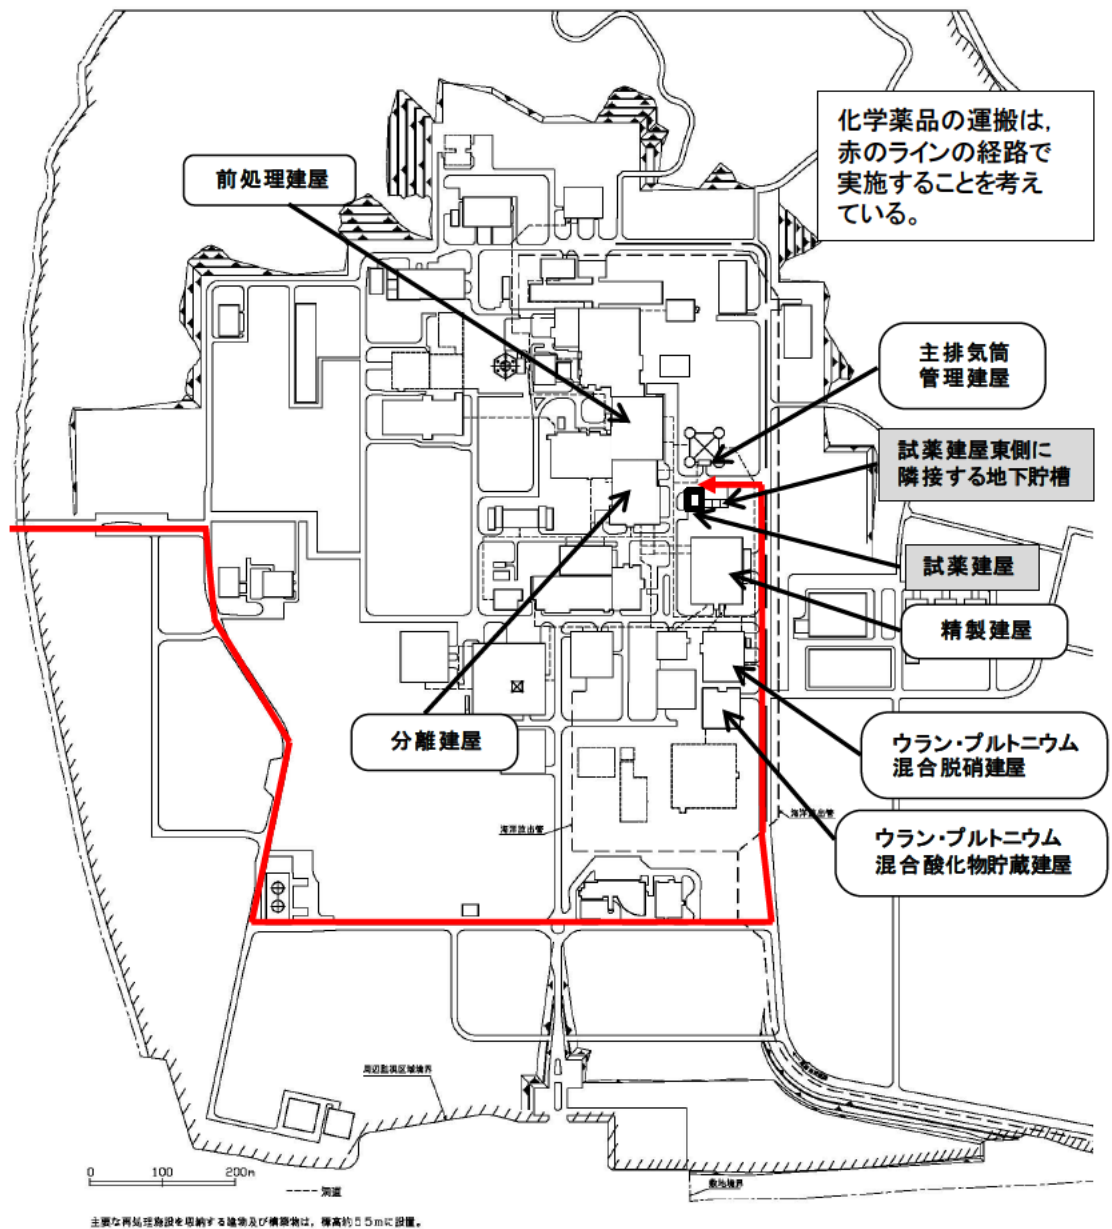 化学薬品の運搬は,
赤のラインの経路で
実施することを考え
ている。
前処理建屋
主排気筒
管理建屋
試薬建屋東側に
隣接する地下貯槽
試薬建屋
精製建屋
分離建屋
ウラン・プルトニウム
混合脱硝建屋
ウラン・プルトニウム
混合酸化物貯蔵建屋
海洋放出管
海洋放出管
周辺監視区域境界
敷地境界
0 100 200m
洞道
主要な再処理施設を収納する建物及び構築物は,標高約55mに設置。